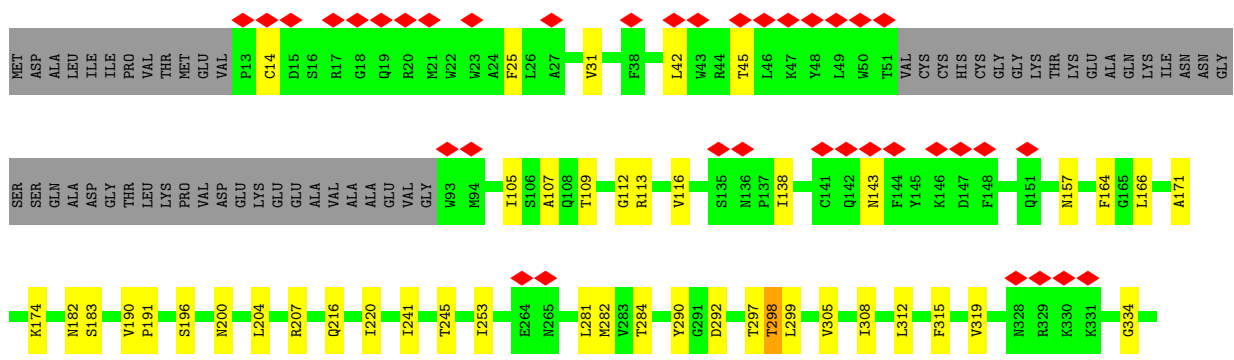 MET ASP ALA LEU ILE ILE PRO VAL THR MET GLU VAL P13 C14 D15 S16 R17 G18 Q19 R20 M21 W22 W23 A24 F25 L26 A27 V31 F38 L42 W43 R44 T45 L46 K47 Y48 L49 W50 T51 VAL CYS CYS HIS CYS GLY GLY LYS THR LYS GLU ALA GLN LYS ILE ASN ASN GLY
SER SER GLN ALA ASP GLY THR LEU LYS PRO VAL ASP GLU LYS GLU GLU ALA VAL ALA ALA GLU VAL GLY W93 M94 I105 S106 A107 Q108 T109 G112 R113 V116 S135 N136 P137 I138 C141 Q142 N143 F144 Y145 K146 D147 F148 Q151 N157 F164 G165 L166 A171
K174 N182 S183 V190 P191 S196 N200 L204 R207 Q216 I220 I241 T245 I253 E264 N265 L281 M282 V283 T284 Y290 G291 D292 T297 T298 L299 V305 I308 L312 F315 V319 N328 R329 K330 K331 G334